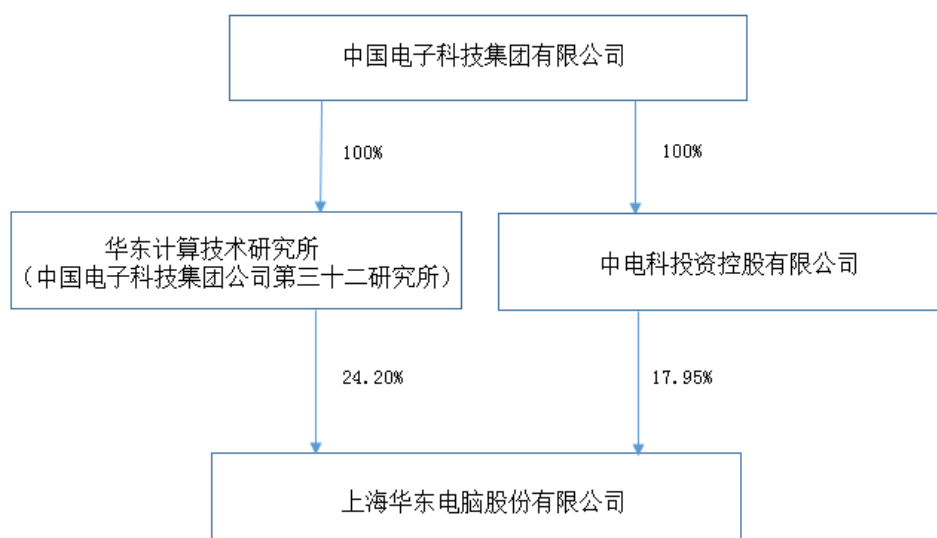 中国电子科技集团有限公司
100%
100%
华东计算技术研究所
（中国电子科技集团公司第三十二研究所）
中电科投资控股有限公司
24.20%
17.95%
上海华东电脑股份有限公司